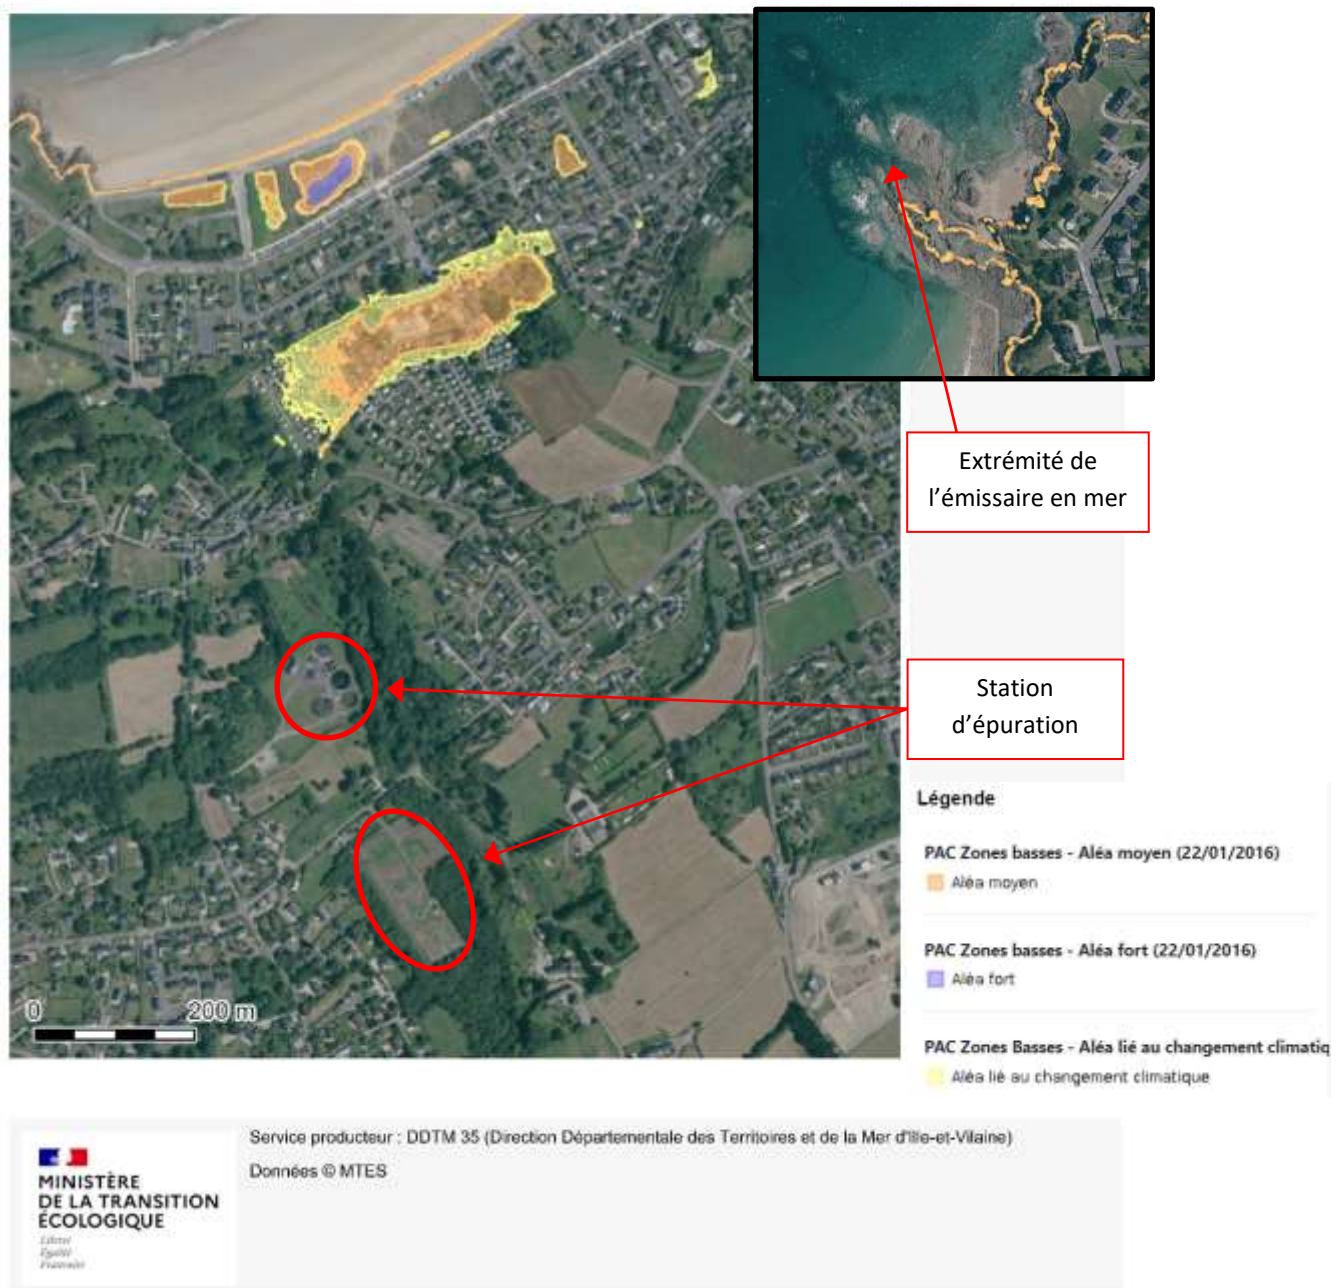 Extrémité de
l’émissaire en mer
Station
d’épuration
0 200 m
Légende
PAC Zones basses - Aléa moyen (22/01/2016)
Aléa moyen
PAC Zones basses - Aléa fort (22/01/2016)
Aléa fort
PAC Zones Basses - Aléa lié au changement climatiq
Aléa lié au changement climatique
MINISTÈRE
DE LA TRANSITION
ÉCOLOGIQUE
Liberté
Égalité
Fraternité
Service producteur : DDTM 35 (Direction Départementale des Territoires et de la Mer d'Ille-et-Vilaine)
Données © MTES